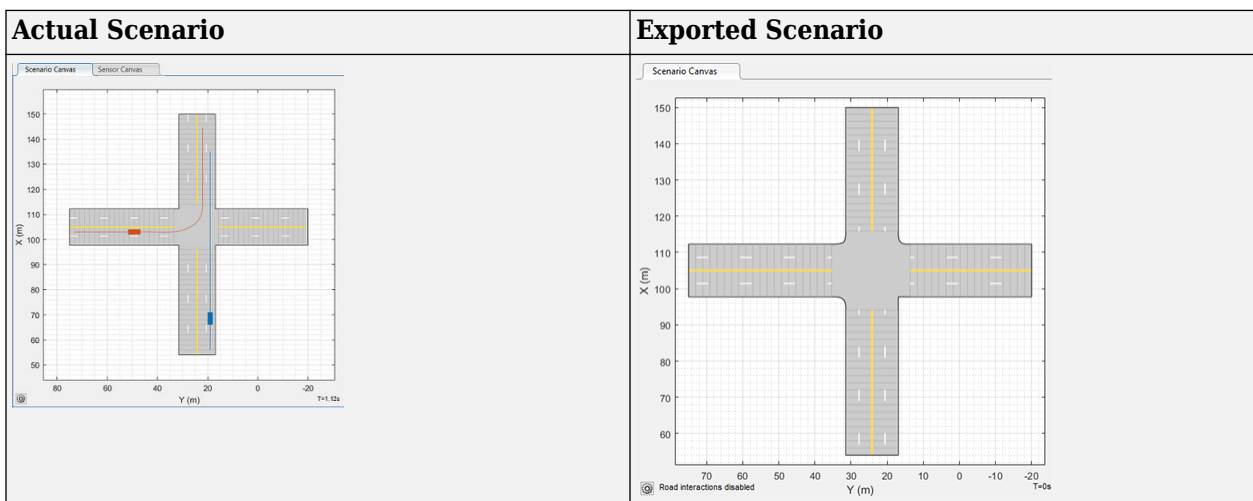 Actual Scenario
Exported Scenario
Scenario Canvas Sensor Canvas
150
140
130
120
110
100
90
80
70
60
50
X (m)
80 60 40 20 0 -20
Y (m)
T=1.12s
Scenario Canvas
150
140
130
120
110
100
90
80
70
60
X (m)
70 60 50 40 30 20 10 0 -10 -20
Road interactions disabled
Y (m)
T=0s